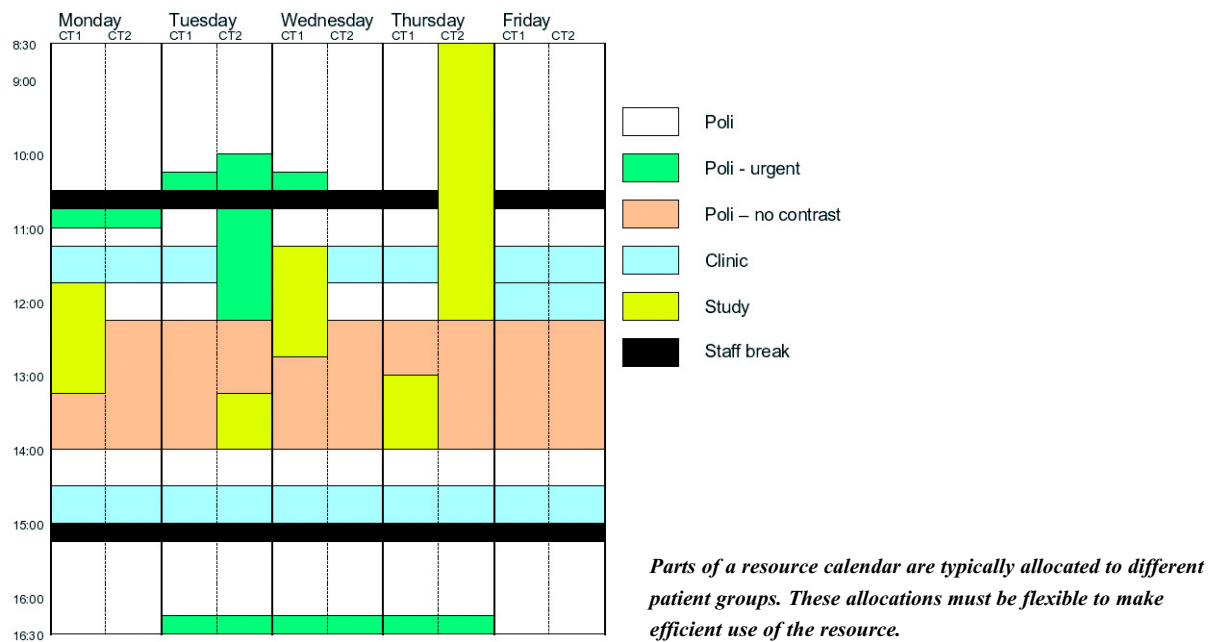 Monday Tuesday Wednesday Thursday Friday
CT1 CT2 CT1 CT2 CT1 CT2 CT1 CT2 CT1 CT2
8:30
9:00
10:00
11:00
12:00
13:00
14:00
15:00
16:00
16:30
Poli
Poli - urgent
Poli – no contrast
Clinic
Study
Staff break
Parts of a resource calendar are typically allocated to different
patient groups. These allocations must be flexible to make
efficient use of the resource.